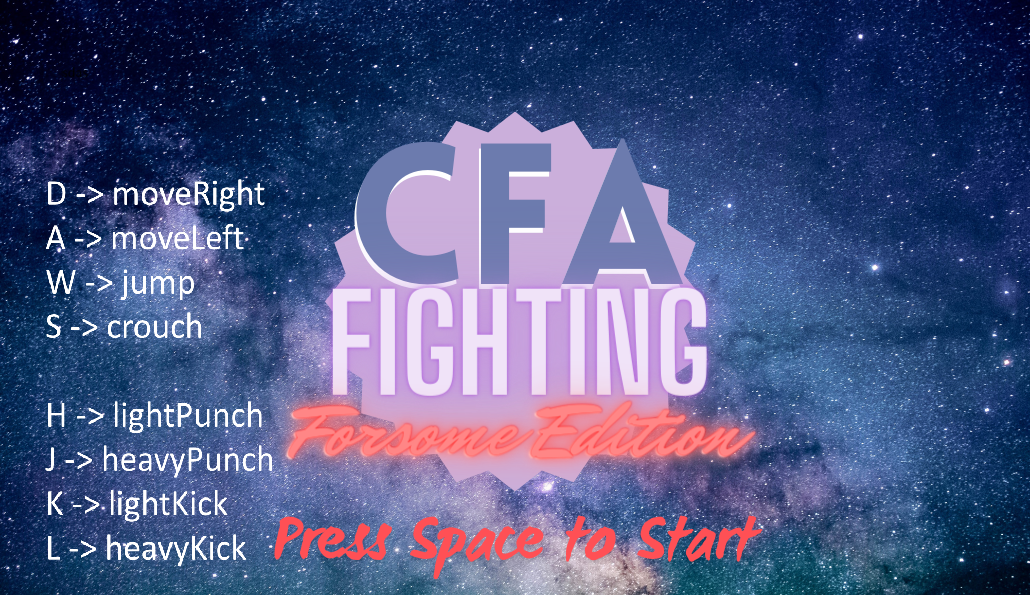 D -> moveRight
A -> moveLeft
W -> jump
S -> crouch
H -> lightPunch
J -> heavyPunch
K -> lightKick
L -> heavyKick
CFA
FIGHTING
Forsome Edition
Press Space to Start